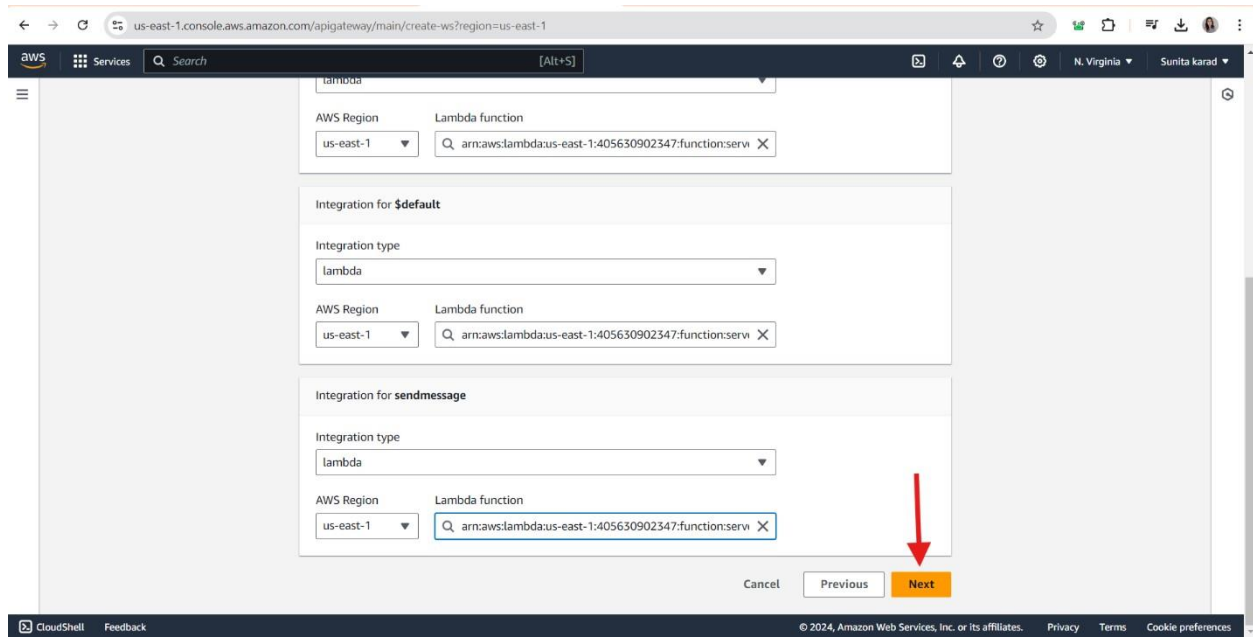 us-east-1.console.aws.amazon.com/apigateway/main/create-ws?region=us-east-1
aws Services Search [Alt+S] N. Virginia Sunita karad
lambda
AWS Region Lambda function
us-east-1 arn:aws:lambda:us-east-1:405630902347:function:serv
Integration for $default
Integration type
lambda
AWS Region Lambda function
us-east-1 arn:aws:lambda:us-east-1:405630902347:function:serv
Integration for sendmessage
Integration type
lambda
AWS Region Lambda function
us-east-1 arn:aws:lambda:us-east-1:405630902347:function:serv
Cancel Previous Next
CloudShell Feedback © 2024, Amazon Web Services, Inc. or its affiliates. Privacy Terms Cookie preferences